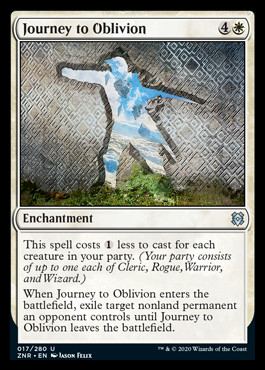 Journey to Oblivion 4
Enchantment
This spell costs 1 less to cast for each
creature in your party. (Your party consists
of up to one each of Cleric, Rogue, Warrior,
and Wizard.)
When Journey to Oblivion enters the
battlefield, exile target nonland permanent
an opponent controls until Journey to
Oblivion leaves the battlefield.
017/280 U
ZNR • EN Jason Felix
™ & © 2020 Wizards of the Coast